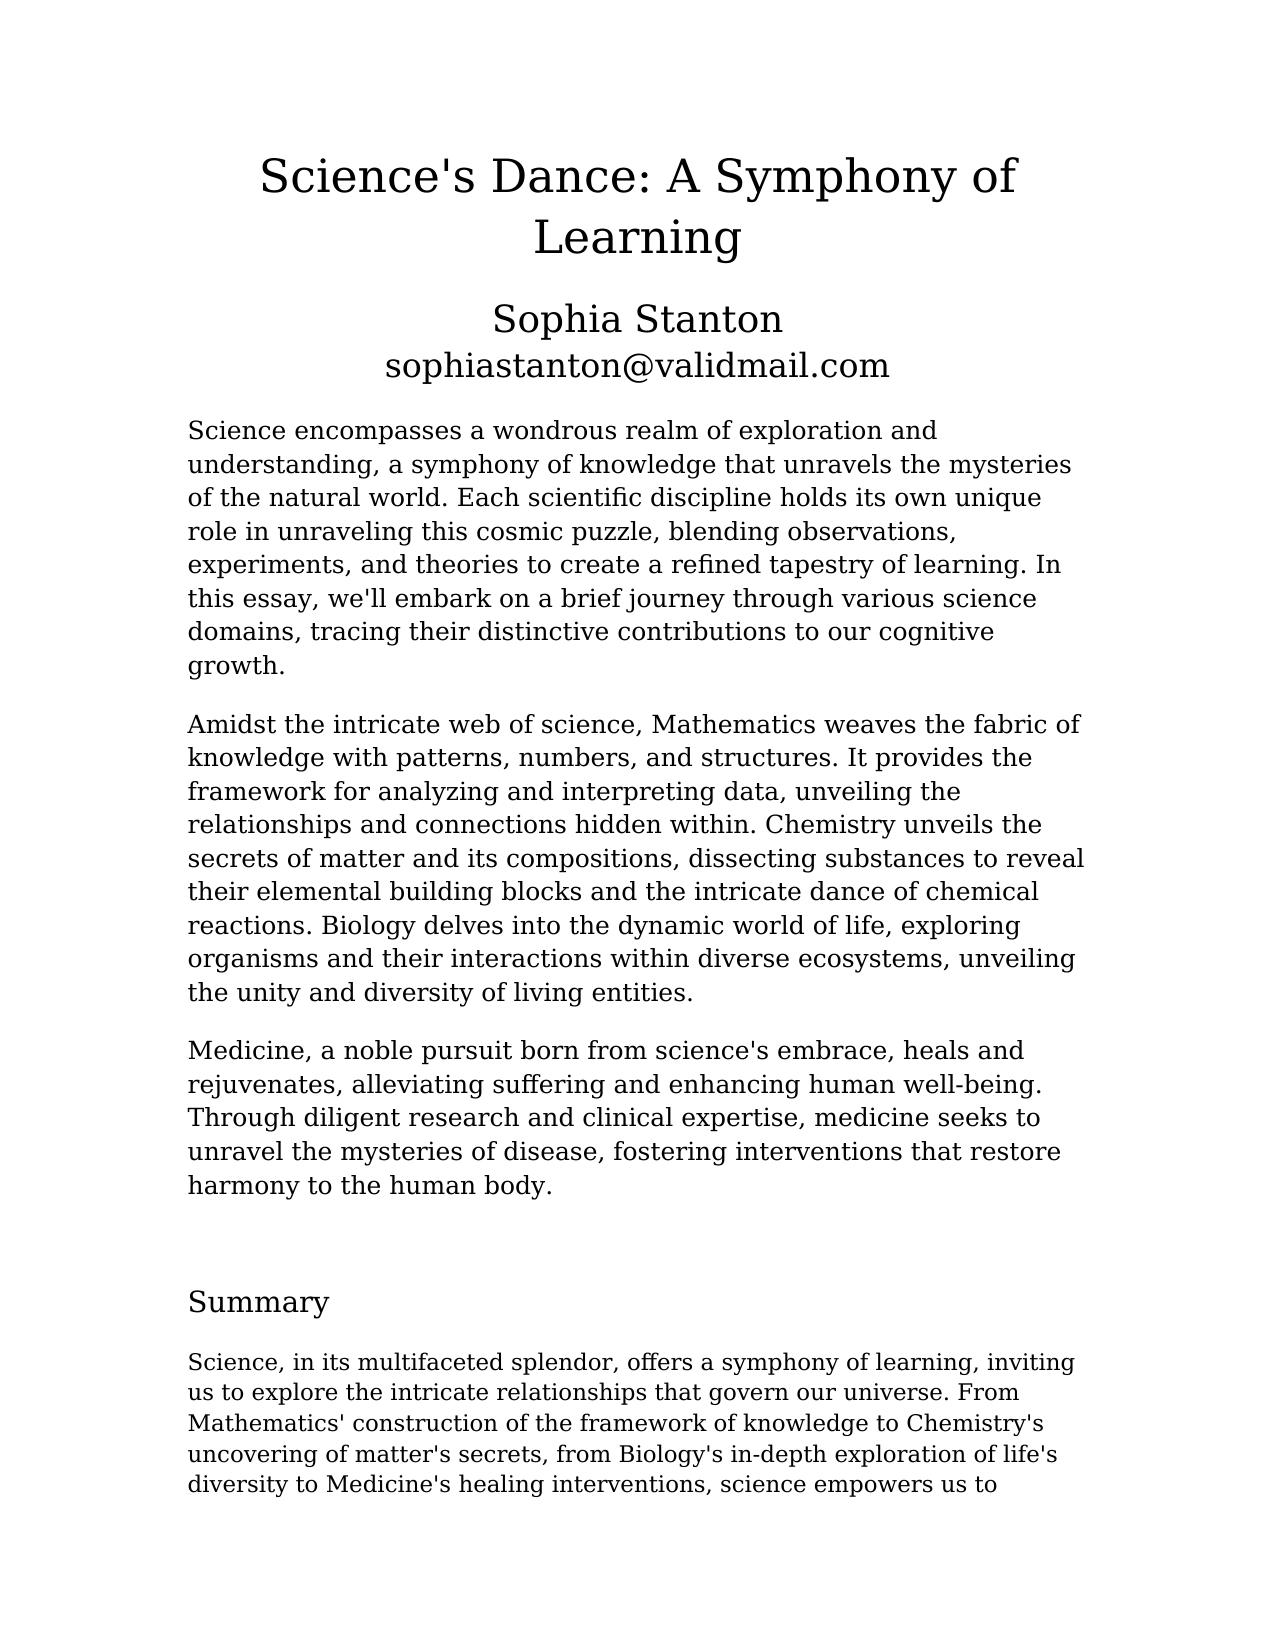 Science's Dance: A Symphony of
Learning
Sophia Stanton
sophiastanton@validmail.com
Science encompasses a wondrous realm of exploration and
understanding, a symphony of knowledge that unravels the mysteries
of the natural world. Each scientific discipline holds its own unique
role in unraveling this cosmic puzzle, blending observations,
experiments, and theories to create a refined tapestry of learning. In
this essay, we'll embark on a brief journey through various science
domains, tracing their distinctive contributions to our cognitive
growth.
Amidst the intricate web of science, Mathematics weaves the fabric of
knowledge with patterns, numbers, and structures. It provides the
framework for analyzing and interpreting data, unveiling the
relationships and connections hidden within. Chemistry unveils the
secrets of matter and its compositions, dissecting substances to reveal
their elemental building blocks and the intricate dance of chemical
reactions. Biology delves into the dynamic world of life, exploring
organisms and their interactions within diverse ecosystems, unveiling
the unity and diversity of living entities.
Medicine, a noble pursuit born from science's embrace, heals and
rejuvenates, alleviating suffering and enhancing human well-being.
Through diligent research and clinical expertise, medicine seeks to
unravel the mysteries of disease, fostering interventions that restore
harmony to the human body.
Summary
Science, in its multifaceted splendor, offers a symphony of learning, inviting
us to explore the intricate relationships that govern our universe. From
Mathematics' construction of the framework of knowledge to Chemistry's
uncovering of matter's secrets, from Biology's in-depth exploration of life's
diversity to Medicine's healing interventions, science empowers us to